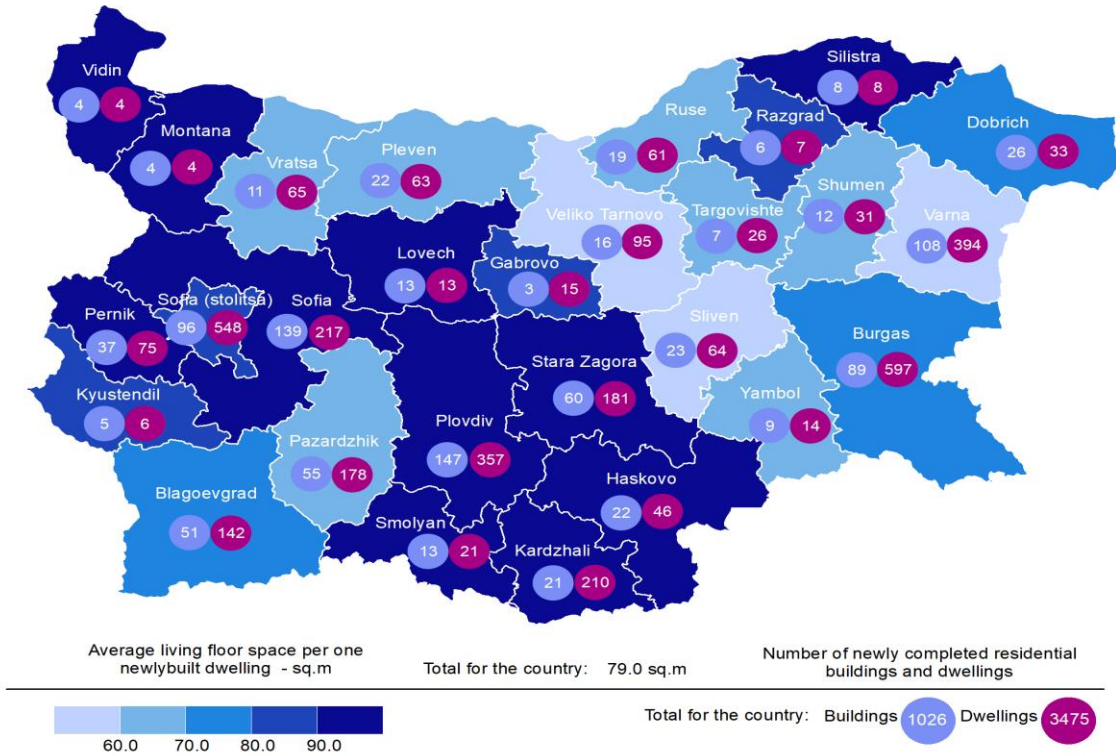 Silistra
8 8
Vidin
4 4
Ruse
19 61
Razgrad
6 7
Dobrich
26 33
Montana
4 4
Vratsa
11 65
Pleven
22 63
Shumen
12 31
Targovishte
7 26
Veliko Tarnovo
16 95
Varna
108 394
Lovech
13 13
Gabrovo
3 15
Sofia (stolitsa)
96 548
Sofia
139 217
Pernik
37 75
Sliven
23 64
Burgas
89 597
Stara Zagora
60 181
Kyustendil
5 6
Yambol
9 14
Plovdiv
147 357
Pazardzhik
55 178
Haskovo
22 46
Blagoevgrad
51 142
Smolyan
13 21
Kardzhali
21 210
Average living floor space per one
newlybuilt dwelling - sq.m
Total for the country: 79.0 sq.m
Number of newly completed residential
buildings and dwellings
60.0 70.0 80.0 90.0
Total for the country: Buildings 1026 Dwellings 3475